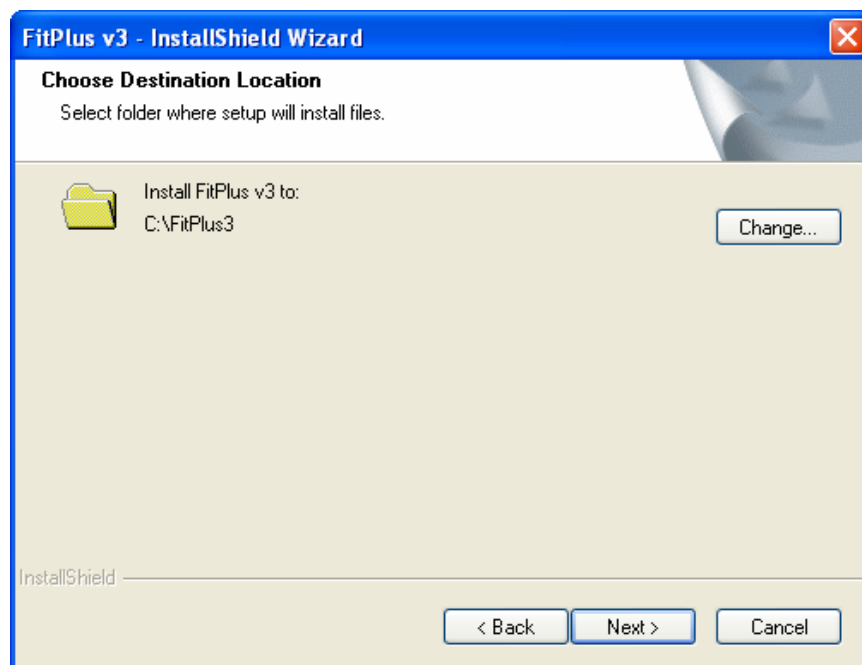 FitPlus v3 - InstallShield Wizard
Choose Destination Location
Select folder where setup will install files.
Install FitPlus v3 to:
C:\FitPlus3
Change...
InstallShield
< Back
Next >
Cancel